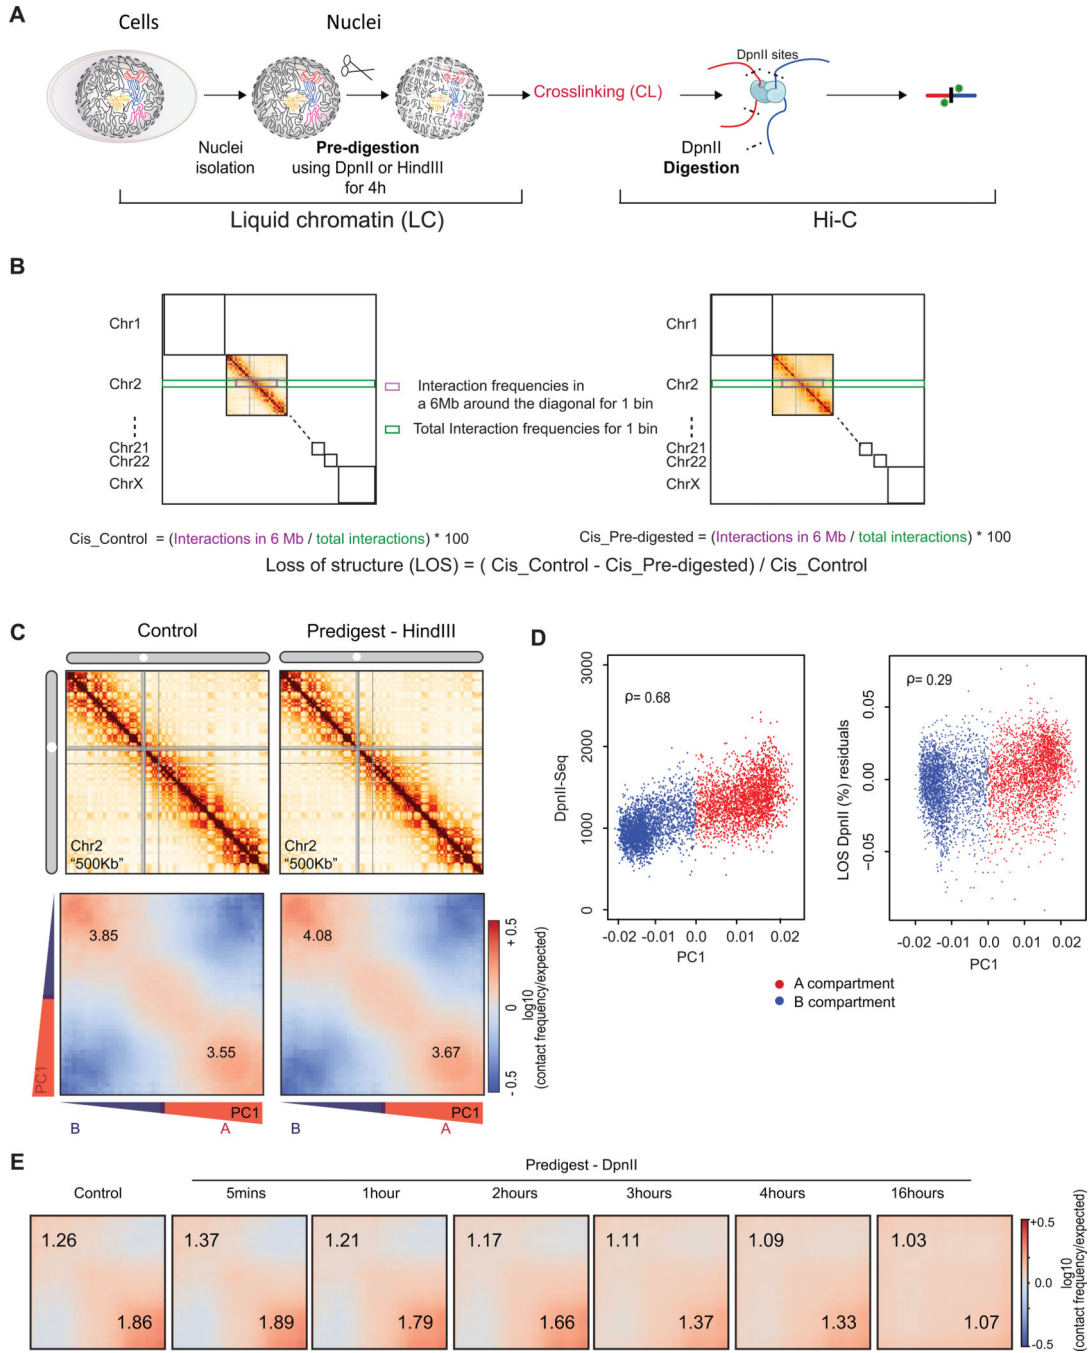 A
Cells
Nuclei
Nuclei
isolation
Pre-digestion
using DpnII or HindIII
for 4h
Crosslinking (CL)
DpnII sites
DpnII
Digestion
Liquid chromatin (LC)
Hi-C
B
Chr1
Chr2
Chr21
Chr22
ChrX
Interaction frequencies in
a 6Mb around the diagonal for 1 bin
Total Interaction frequencies for 1 bin
Chr1
Chr2
Chr21
Chr22
ChrX
Cis_Control = (Interactions in 6 Mb / total interactions) * 100
Cis_Pre-digested = (Interactions in 6 Mb / total interactions) * 100
Loss of structure (LOS) = ( Cis_Control - Cis_Pre-digested) / Cis_Control
C
Control
Predigest - HindIII
Chr2
"500Kb"
Chr2
"500Kb"
3.85
3.55
4.08
3.67
PC1
PC1
B
A
PC1
B
A
+ 0.5
0
- 0.5
log10
(contact frequency/expected)
D
DpnII-Seq
3000
2000
1000
0
ρ= 0.68
-0.02 -0.01 0.0 0.01 0.02
PC1
LOS DpnII (%) residuals
0.05
0.00
-0.05
ρ= 0.29
-0.02 -0.01 0.0 0.01 0.02
PC1
A compartment
B compartment
E
Predigest - DpnII
Control
5mins
1hour
2hours
3hours
4hours
16hours
1.26
1.86
1.37
1.89
1.21
1.79
1.17
1.66
1.11
1.37
1.09
1.33
1.03
1.07
+0.5
0.0
-0.5
log10
(contact frequency/expected)